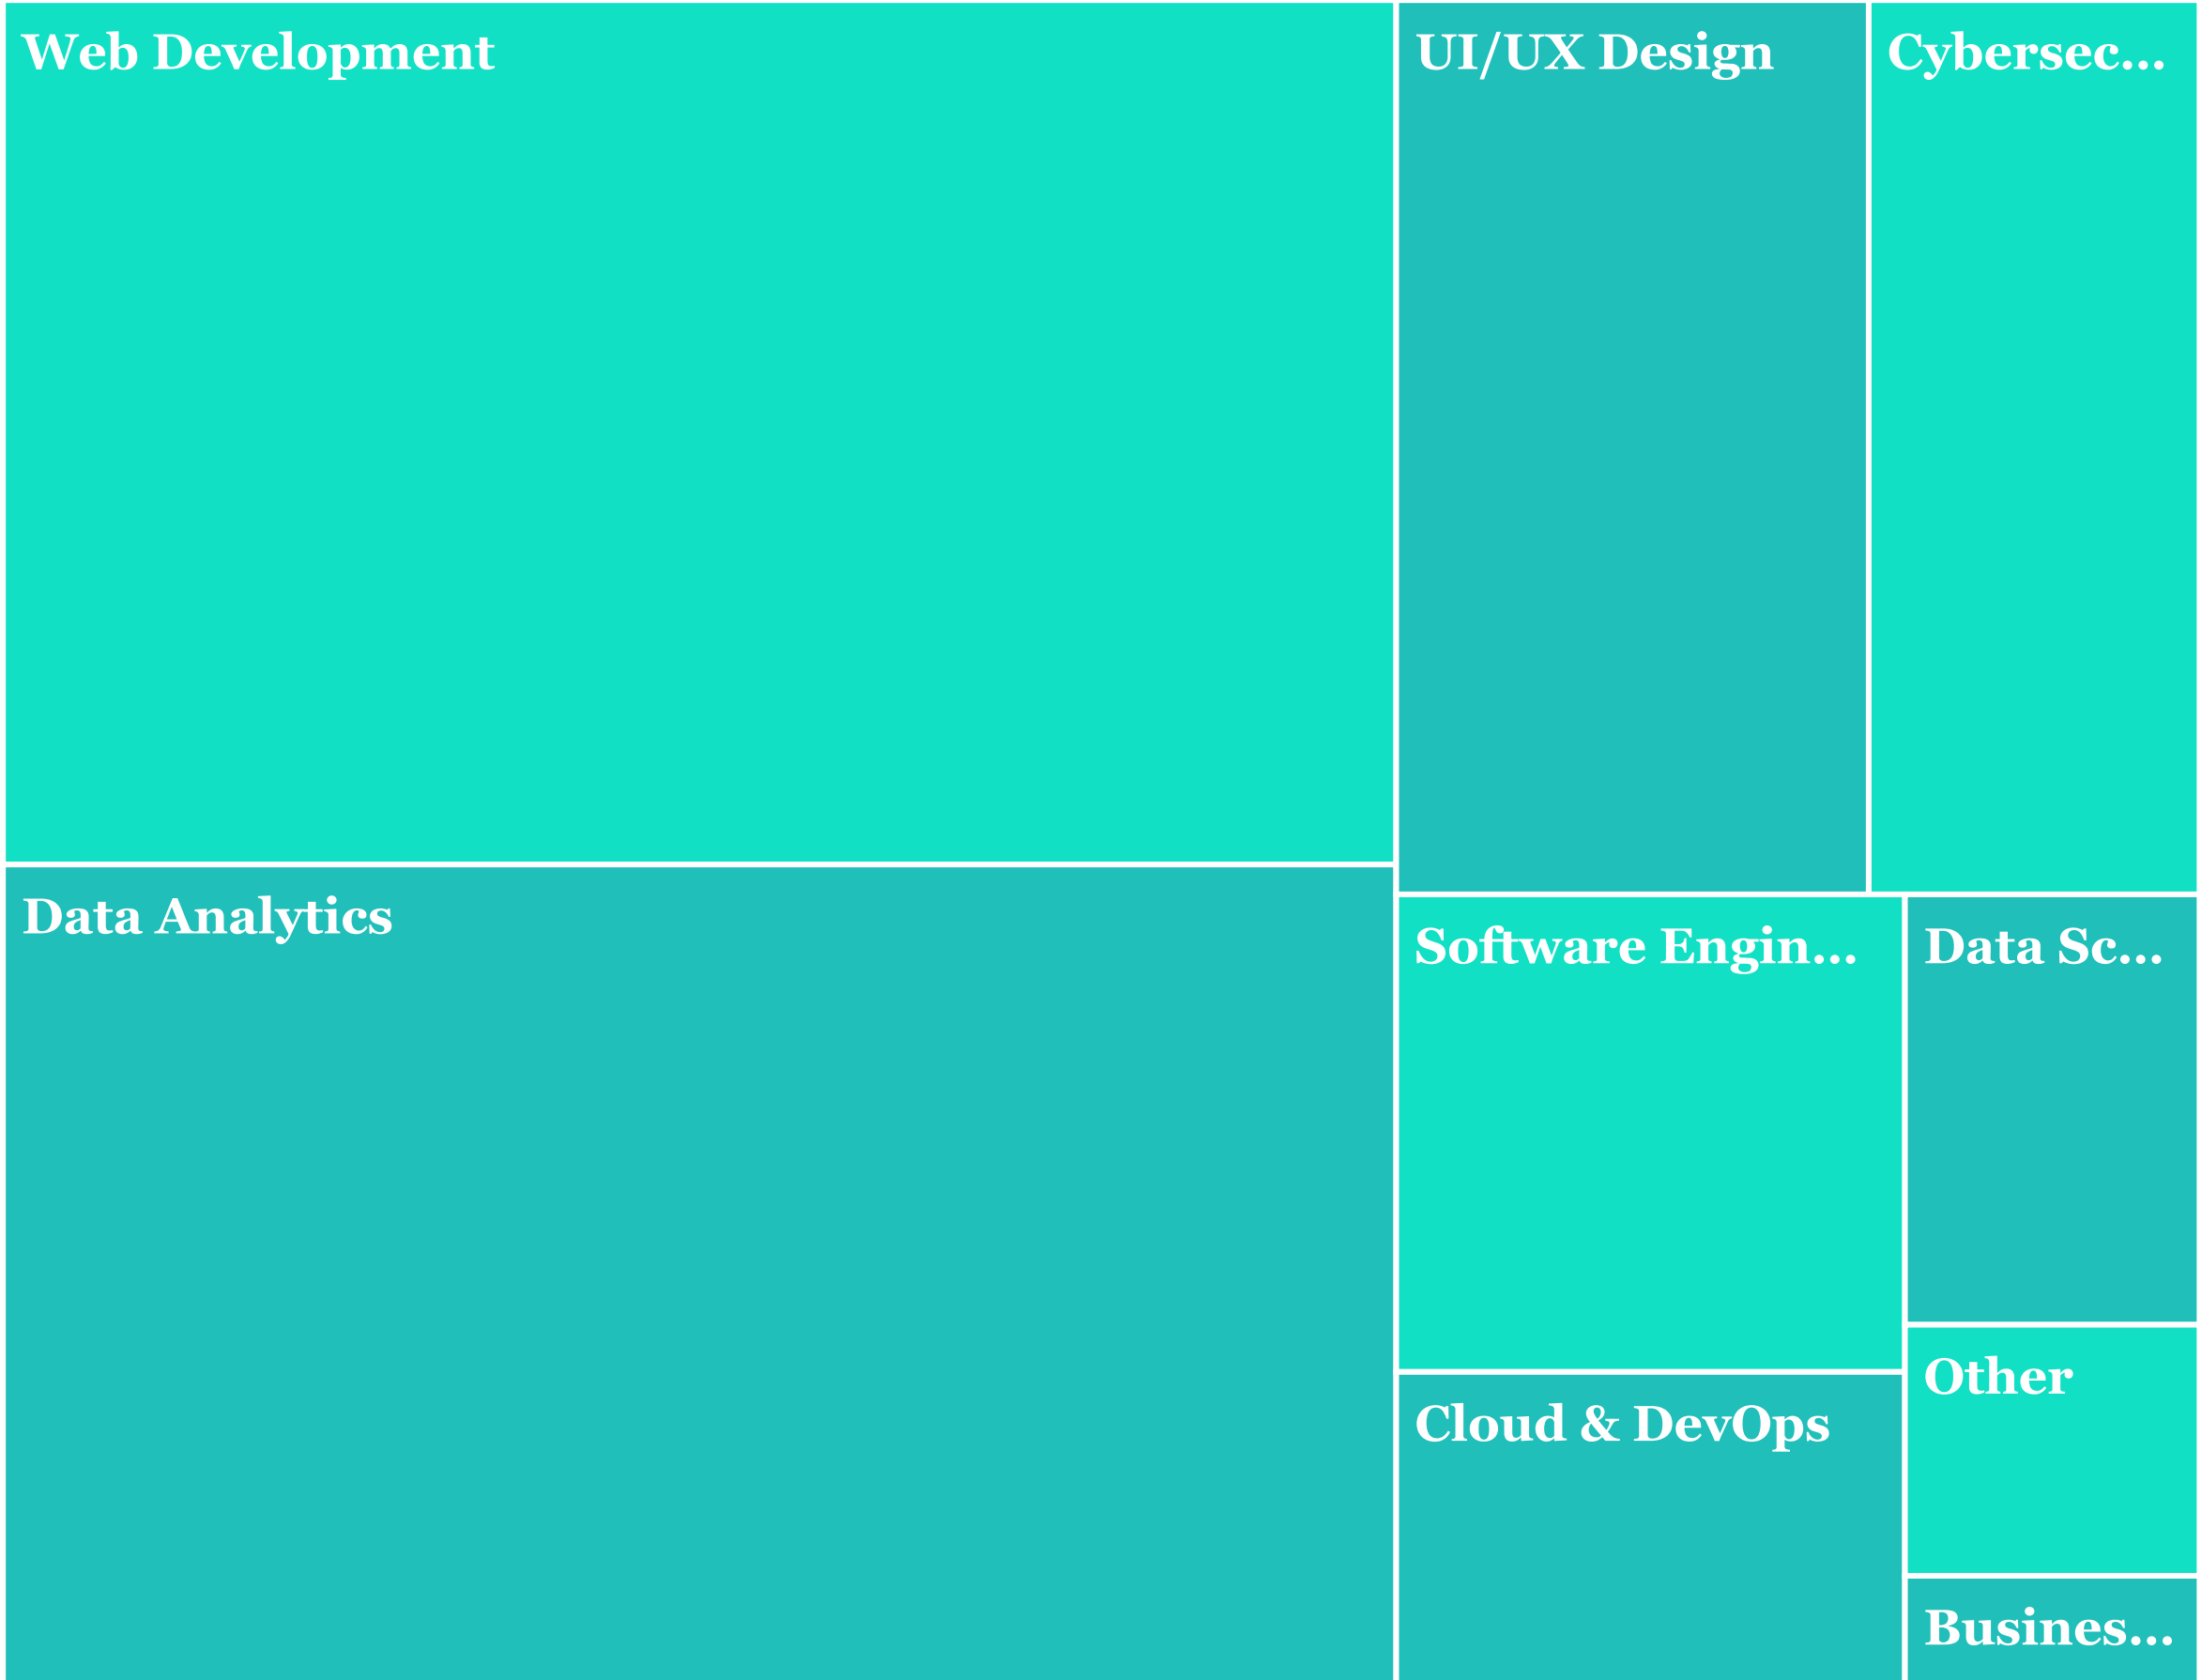 Web Development
UI/UX Design
Cybersec...
Data Analytics
Software Engin...
Data Sc...
Cloud & DevOps
Other
Busines...